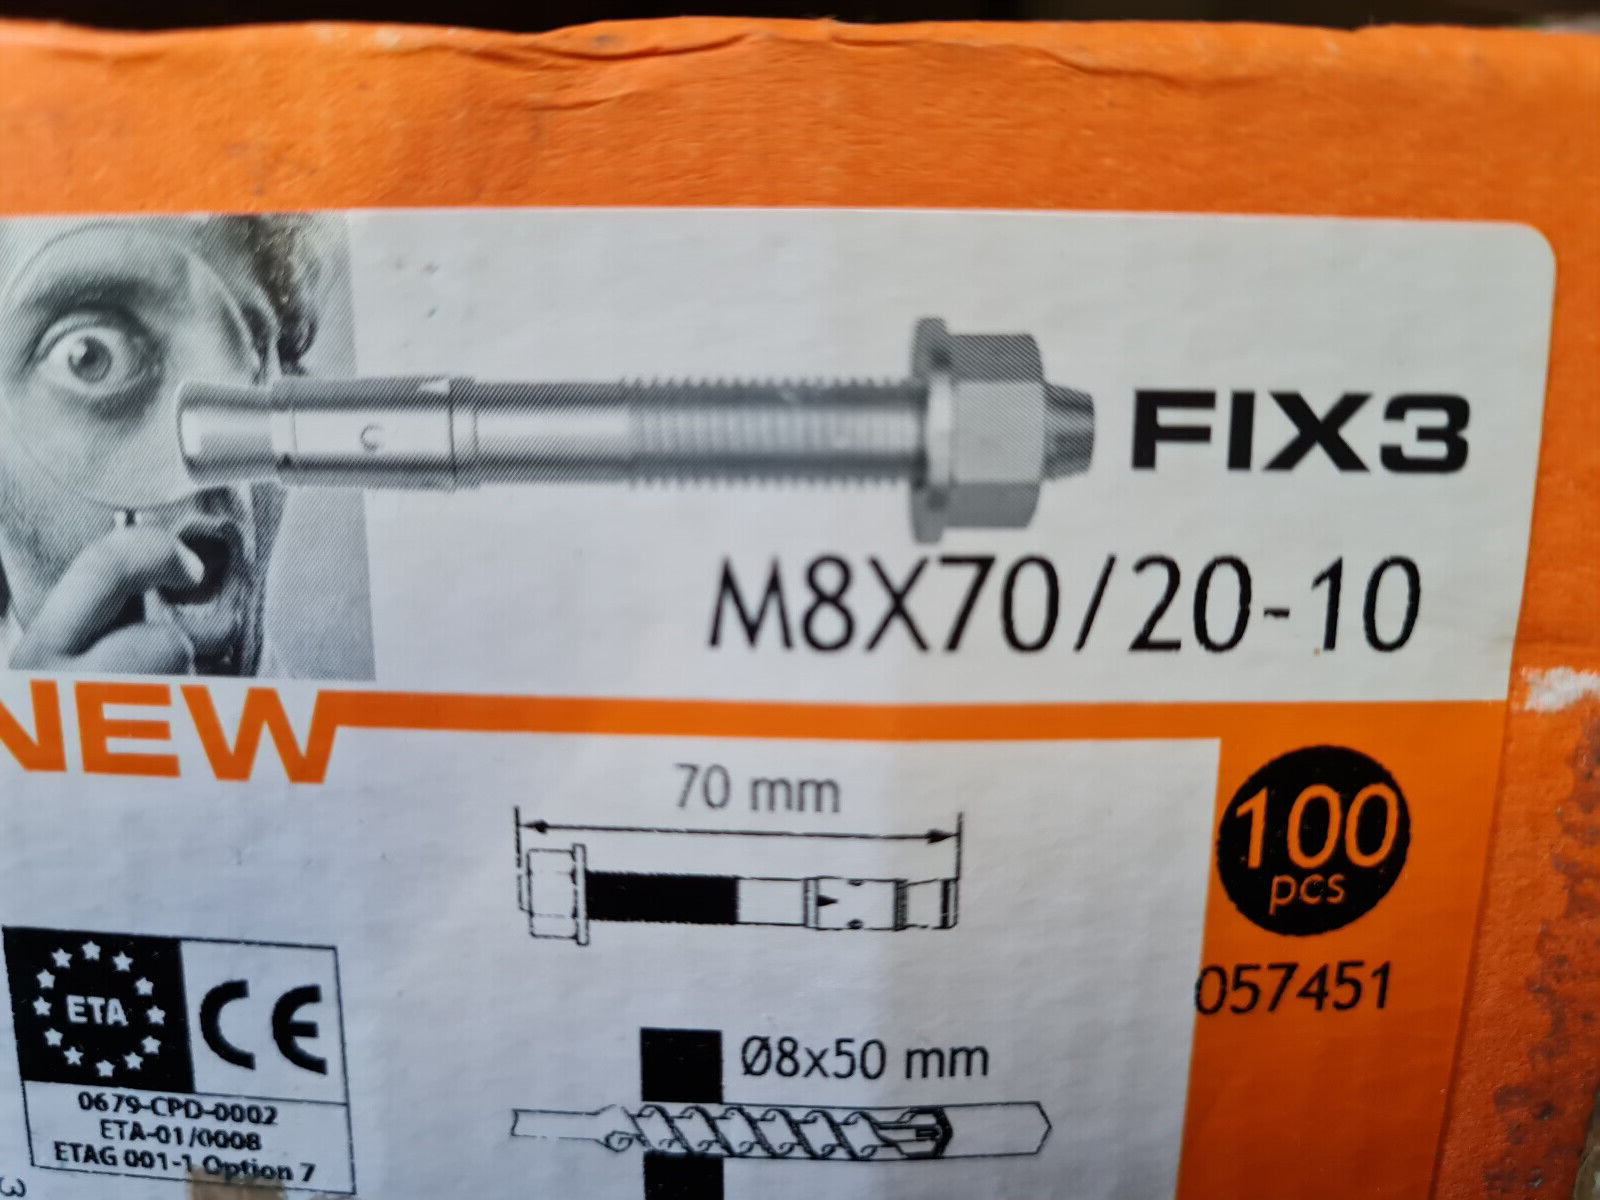 FIX3
M8X70/20-10
NEW
70 mm
100
pcs
057451
ETA CE
Ø8x50 mm
0679-CPD-0002
ETA-01/0008
ETAG 001-1 Option 7
3